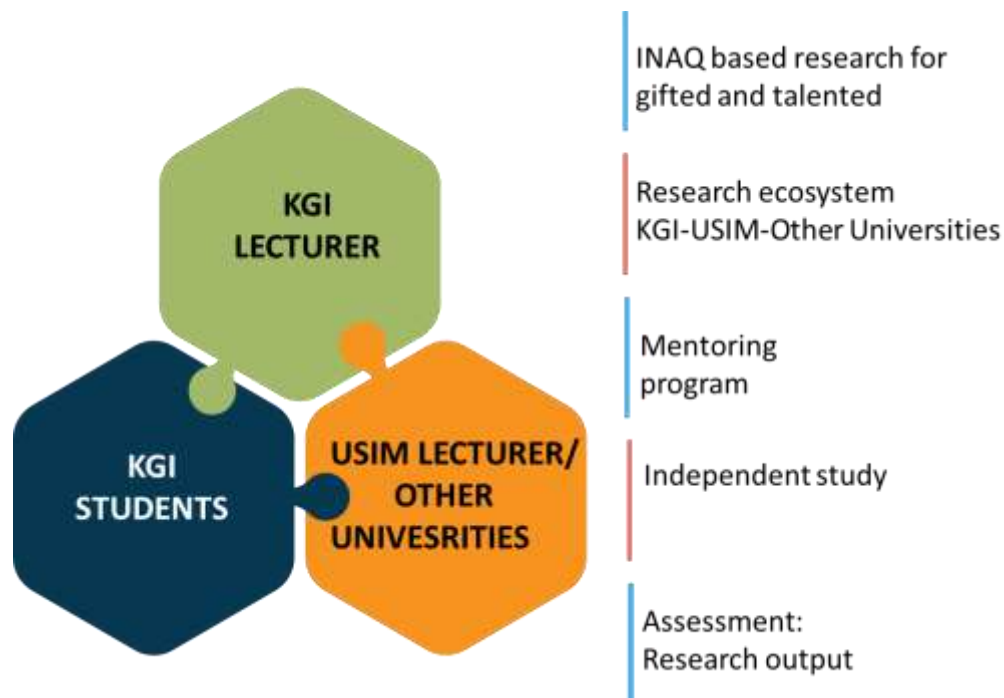 KGI
LECTURER
KGI
STUDENTS
USIM LECTURER/
OTHER
UNIVESRITIES
INAQ based research for
gifted and talented
Research ecosystem
KGI-USIM-Other Universities
Mentoring
program
Independent study
Assessment:
Research output